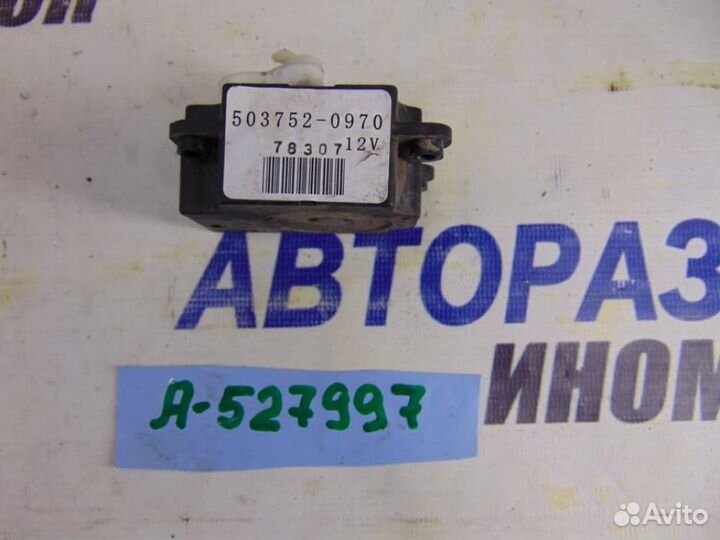 503752-0970
78307 12V
АВТОРАЗ
ИНОМ
А-527997
Avito